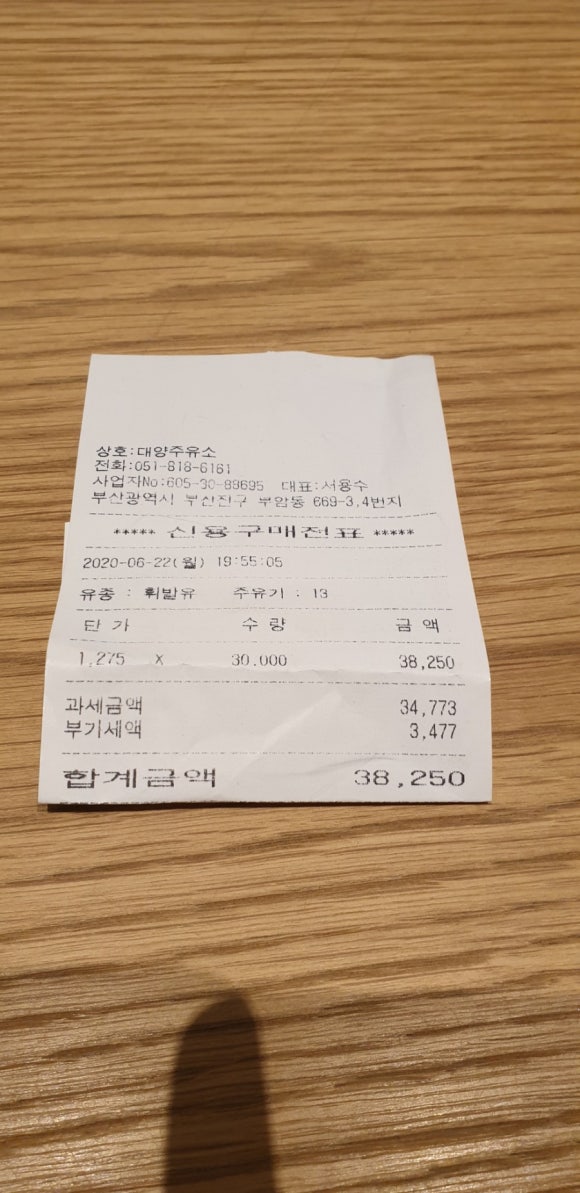 상호:대양주유소
전화:051-818-6161
사업자No:605-30-89695 대표:서용수
부산광역시 부산진구 부암동 669-3,4번지
***** 신용구매전표 *****
2020-06-22(월) 19:55:05
유종 : 휘발유 주유기 : 13
단 가 수 량 금 액
1,275 X 30.000 38,250
과세금액 34,773
부가세액 3,477
합계금액 38,250